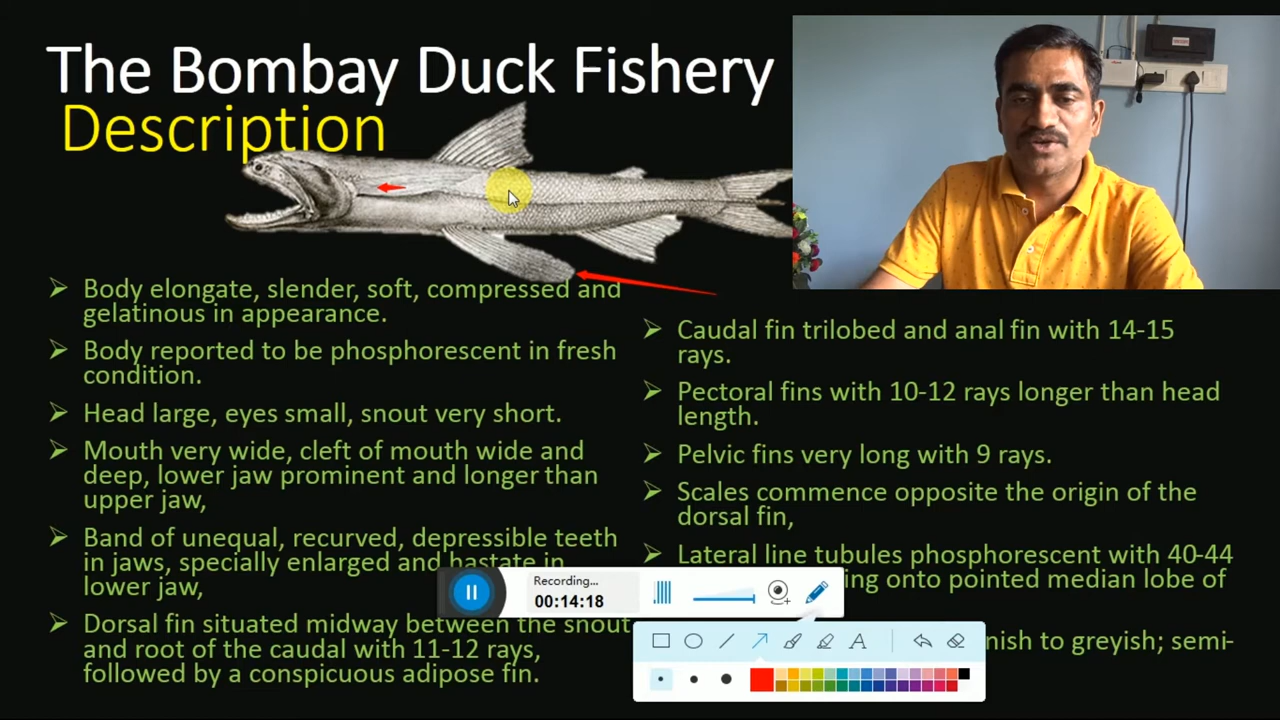 The Bombay Duck Fishery
Description
Body elongate, slender, soft, compressed and
gelatinous in appearance.
Body reported to be phosphorescent in fresh
condition.
Head large, eyes small, snout very short.
Mouth very wide, cleft of mouth wide and
deep, lower jaw prominent and longer than
upper jaw,
Band of unequal, recurved, depressible teeth
in jaws, specially enlarged and hastate in
lower jaw,
Dorsal fin situated midway between the snout
and root of the caudal with 11-12 rays,
followed by a conspicuous adipose fin.
Caudal fin trilobed and anal fin with 14-15
rays.
Pectoral fins with 10-12 rays longer than head
length.
Pelvic fins very long with 9 rays.
Scales commence opposite the origin of the
dorsal fin,
Lateral line tubules phosphorescent with 40-44
onto pointed median lobe of
to greyish; semi-
Recording...
00:14:18
A